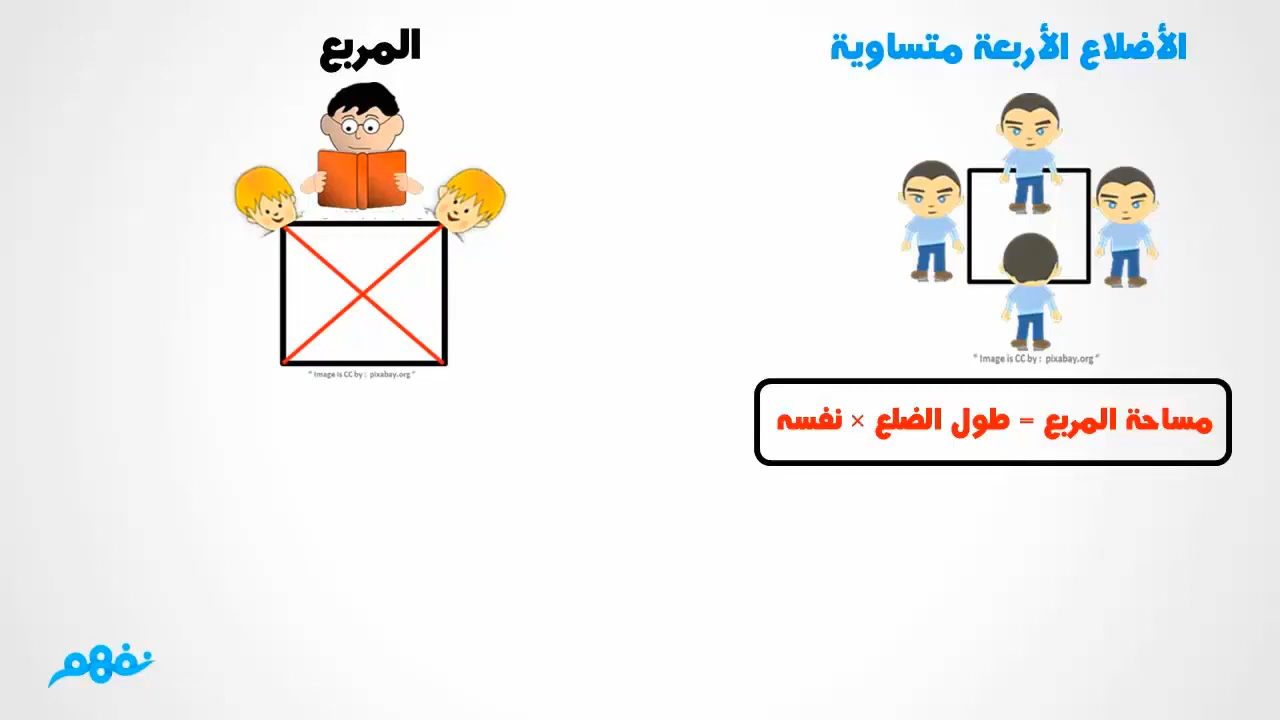 الأضلاع الأربعة متساوية
المربع
" Image is CC by : pixabay.org "
" Image is CC by : pixabay.org "
مساحة المربع = طول الضلع × نفسه
نفهم